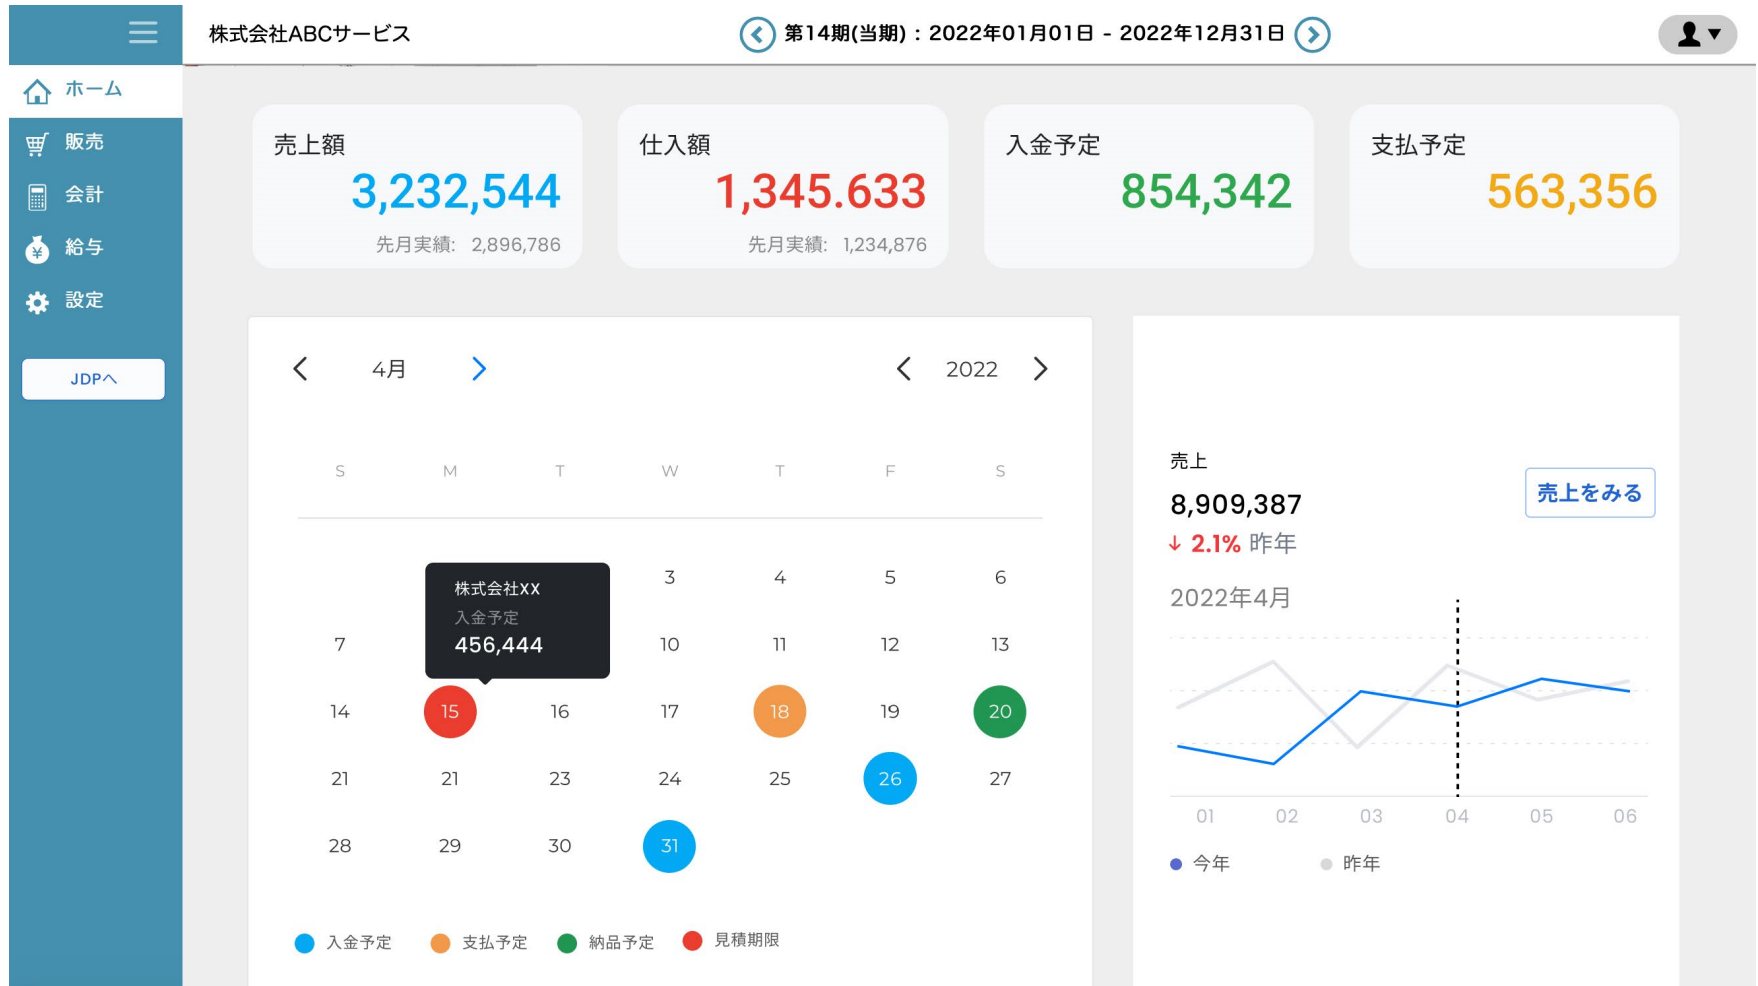 株式会社ABCサービス
第14期(当期)：2022年01月01日 - 2022年12月31日
ホーム
販売
会計
給与
設定
JDPへ
売上額
3,232,544
先月実績: 2,896,786
仕入額
1,345.633
先月実績: 1,234,876
入金予定
854,342
支払予定
563,356
4月
2022
S M T W T F S
3 4 5 6
株式会社XX
入金予定
456,444
7 10 11 12 13
14 15 16 17 18 19 20
21 21 23 24 25 26 27
28 29 30 31
入金予定 支払予定 納品予定 見積期限
売上
8,909,387
売上をみる
↓ 2.1% 昨年
2022年4月
01 02 03 04 05 06
今年 昨年